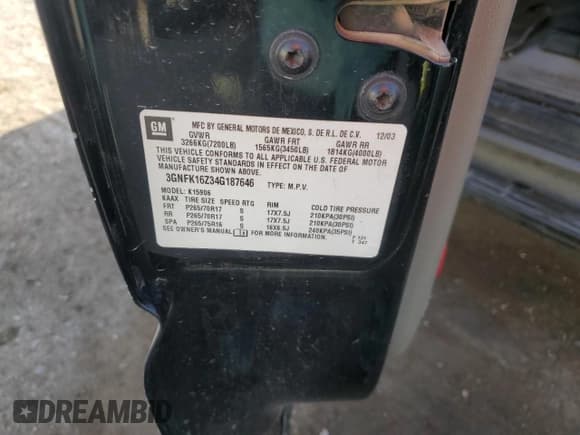 GM
MFD BY GENERAL MOTORS DE MEXICO, S. DE R.L. DE C.V. 12/03
GVWR GAWR FRT GAWR RR
3266KG(7200LB) 1565KG(3450LB) 1814KG(4000LB)
THIS VEHICLE CONFORMS TO ALL APPLICABLE U.S. FEDERAL MOTOR
VEHICLE SAFETY STANDARDS IN EFFECT ON THE DATE OF
MANUFACTURE SHOWN ABOVE.
3GNFK16Z34G187646 TYPE: M.P.V.
MODEL: K15906
KAAX TIRE SIZE SPEED RTG RIM COLD TIRE PRESSURE
FRT P265/70R17 S 17X7.5J 210KPA(30PSI)
RR P265/70R17 S 17X7.5J 210KPA(30PSI)
SPA P265/75R16 S 16X6.5J 240KPA(35PSI)
SEE OWNER'S MANUAL FOR MORE INFORMATION.
DREAMBID